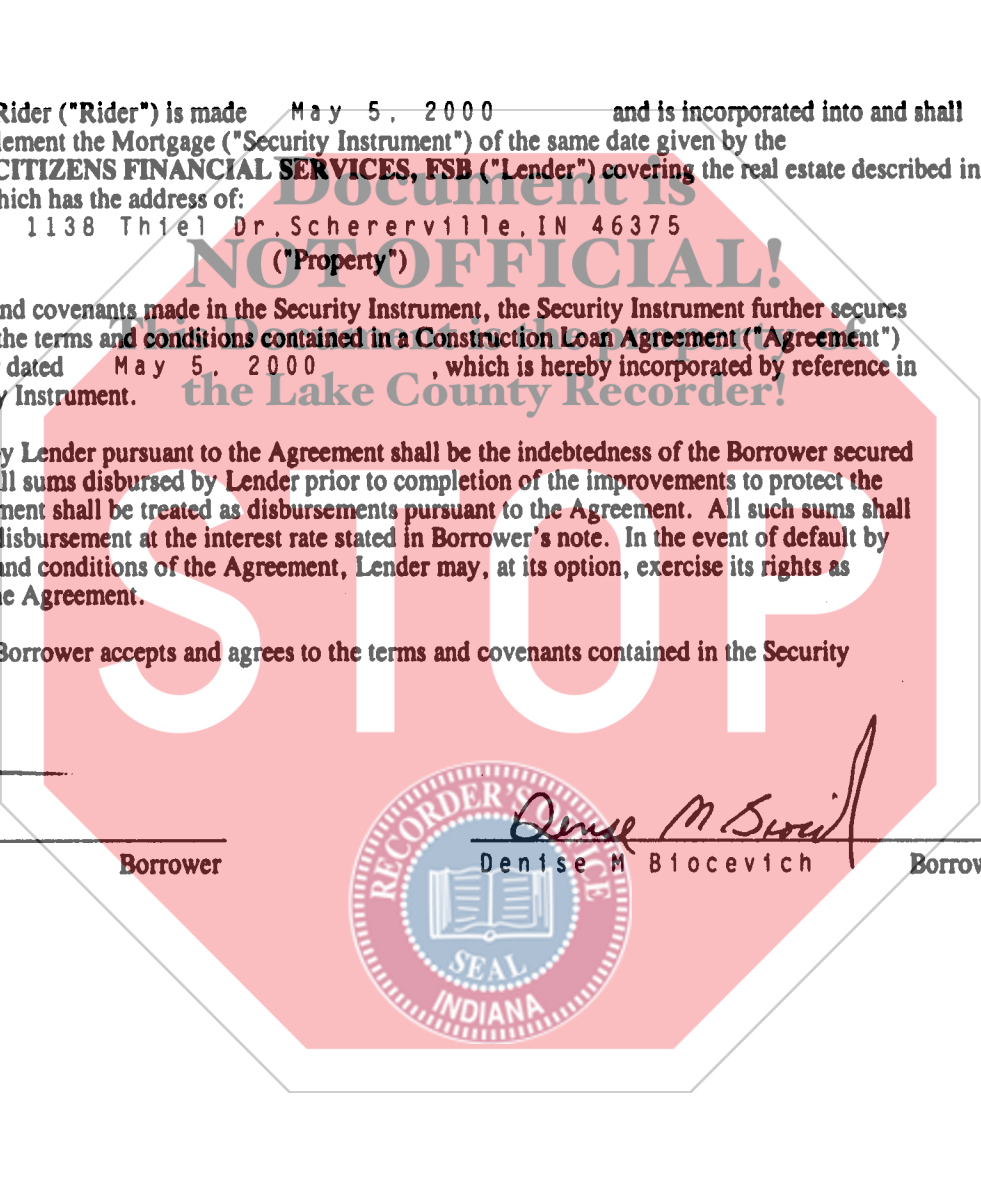 Rider ("Rider") is made May 5, 2000 and is incorporated into and shall
lement the Mortgage ("Security Instrument") of the same date given by the
CITIZENS FINANCIAL SERVICES, FSB ("Lender") covering the real estate described in
hich has the address of:
1138 Thiel Dr,Schererville,IN 46375
("Property")
nd covenants made in the Security Instrument, the Security Instrument further secures
the terms and conditions contained in a Construction Loan Agreement ("Agreement")
dated May 5, 2000 , which is hereby incorporated by reference in
y Instrument.
y Lender pursuant to the Agreement shall be the indebtedness of the Borrower secured
ll sums disbursed by Lender prior to completion of the improvements to protect the
ment shall be treated as disbursements pursuant to the Agreement. All such sums shall
disbursement at the interest rate stated in Borrower's note. In the event of default by
and conditions of the Agreement, Lender may, at its option, exercise its rights as
e Agreement.
Borrower accepts and agrees to the terms and covenants contained in the Security
Denise M
Borrower
Denise M Biocevich
Borrow
Document is
NOT OFFICIAL!
This Document is the property of
the Lake County Recorder!
STOP
RECORDER'S OFFICE
SEAL
INDIANA